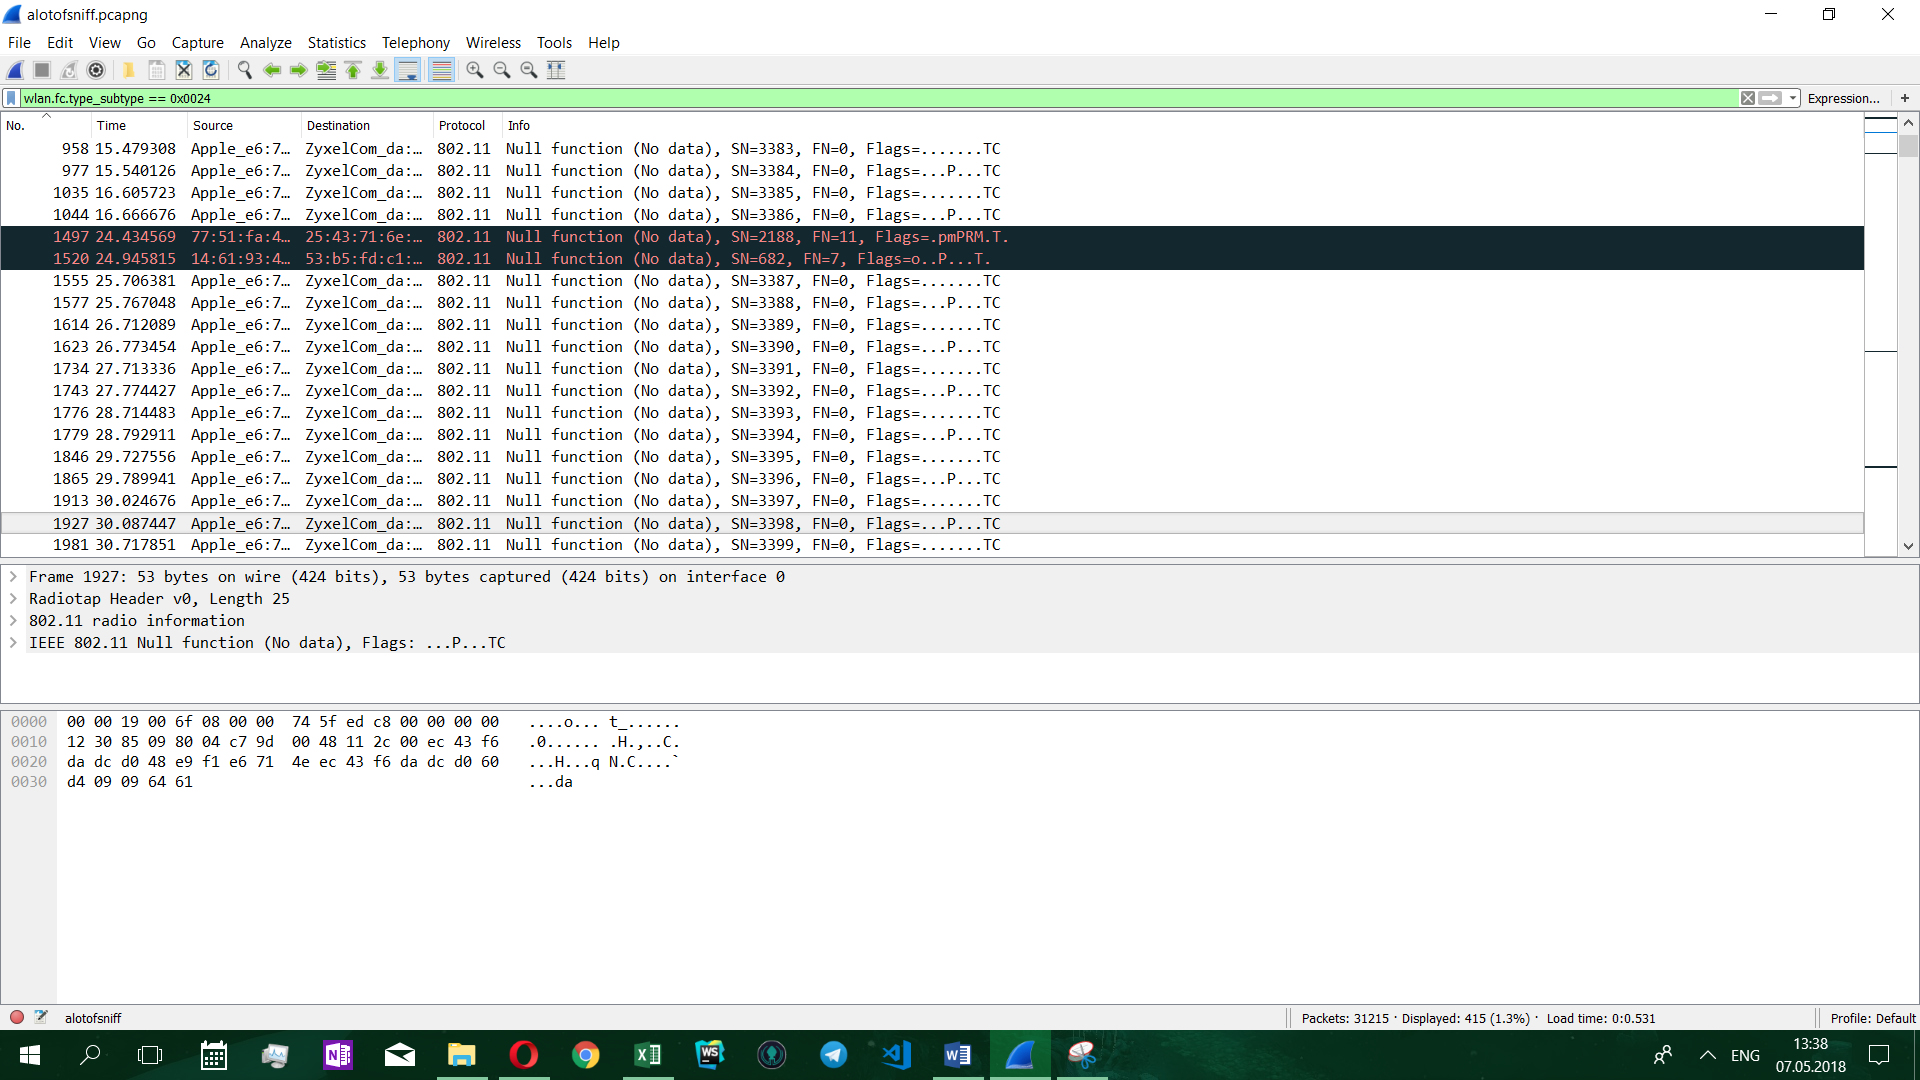 alotofsniff.pcapng
File Edit View Go Capture Analyze Statistics Telephony Wireless Tools Help
wlan.fc.type_subtype == 0x0024 Expression... +
No. Time Source Destination Protocol Info
958 15.479308 Apple_e6:7… ZyxelCom_da:… 802.11 Null function (No data), SN=3383, FN=0, Flags=.......TC
977 15.540126 Apple_e6:7… ZyxelCom_da:… 802.11 Null function (No data), SN=3384, FN=0, Flags=...P...TC
1035 16.605723 Apple_e6:7… ZyxelCom_da:… 802.11 Null function (No data), SN=3385, FN=0, Flags=.......TC
1044 16.666676 Apple_e6:7… ZyxelCom_da:… 802.11 Null function (No data), SN=3386, FN=0, Flags=...P...TC
1497 24.434569 77:51:fa:4… 25:43:71:6e:… 802.11 Null function (No data), SN=2188, FN=11, Flags=.pmPRM.T.
1520 24.945815 14:61:93:4… 53:b5:fd:c1:… 802.11 Null function (No data), SN=682, FN=7, Flags=o..P...T.
1555 25.706381 Apple_e6:7… ZyxelCom_da:… 802.11 Null function (No data), SN=3387, FN=0, Flags=.......TC
1577 25.767048 Apple_e6:7… ZyxelCom_da:… 802.11 Null function (No data), SN=3388, FN=0, Flags=...P...TC
1614 26.712089 Apple_e6:7… ZyxelCom_da:… 802.11 Null function (No data), SN=3389, FN=0, Flags=.......TC
1623 26.773454 Apple_e6:7… ZyxelCom_da:… 802.11 Null function (No data), SN=3390, FN=0, Flags=...P...TC
1734 27.713336 Apple_e6:7… ZyxelCom_da:… 802.11 Null function (No data), SN=3391, FN=0, Flags=.......TC
1743 27.774427 Apple_e6:7… ZyxelCom_da:… 802.11 Null function (No data), SN=3392, FN=0, Flags=...P...TC
1776 28.714483 Apple_e6:7… ZyxelCom_da:… 802.11 Null function (No data), SN=3393, FN=0, Flags=.......TC
1779 28.792911 Apple_e6:7… ZyxelCom_da:… 802.11 Null function (No data), SN=3394, FN=0, Flags=...P...TC
1846 29.727556 Apple_e6:7… ZyxelCom_da:… 802.11 Null function (No data), SN=3395, FN=0, Flags=.......TC
1865 29.789941 Apple_e6:7… ZyxelCom_da:… 802.11 Null function (No data), SN=3396, FN=0, Flags=...P...TC
1913 30.024676 Apple_e6:7… ZyxelCom_da:… 802.11 Null function (No data), SN=3397, FN=0, Flags=.......TC
1927 30.087447 Apple_e6:7… ZyxelCom_da:… 802.11 Null function (No data), SN=3398, FN=0, Flags=...P...TC
1981 30.717851 Apple_e6:7… ZyxelCom_da:… 802.11 Null function (No data), SN=3399, FN=0, Flags=.......TC
Frame 1927: 53 bytes on wire (424 bits), 53 bytes captured (424 bits) on interface 0
Radiotap Header v0, Length 25
802.11 radio information
IEEE 802.11 Null function (No data), Flags: ...P...TC
0000 00 00 19 00 6f 08 00 00 74 5f ed c8 00 00 00 00 ....o... t_......
0010 12 30 85 09 80 04 c7 9d 00 48 11 2c 00 ec 43 f6 .0...... .H.,..C.
0020 da dc d0 48 e9 f1 e6 71 4e ec 43 f6 da dc d0 60 ...H...q N.C....`
0030 d4 09 09 64 61 ...da
alotofsniff Packets: 31215 · Displayed: 415 (1.3%) · Load time: 0:0.531 Profile: Default
N WS ENG 13:38
07.05.2018